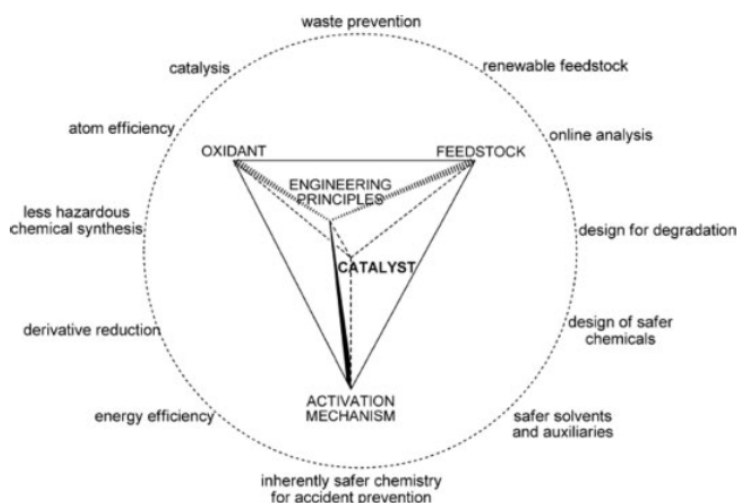 waste prevention
catalysis
renewable feedstock
atom efficiency
online analysis
OXIDANT
FEEDSTOCK
ENGINEERING
PRINCIPLES
less hazardous
chemical synthesis
design for degradation
CATALYST
derivative reduction
design of safer
chemicals
ACTIVATION
MECHANISM
energy efficiency
safer solvents
and auxiliaries
inherently safer chemistry
for accident prevention